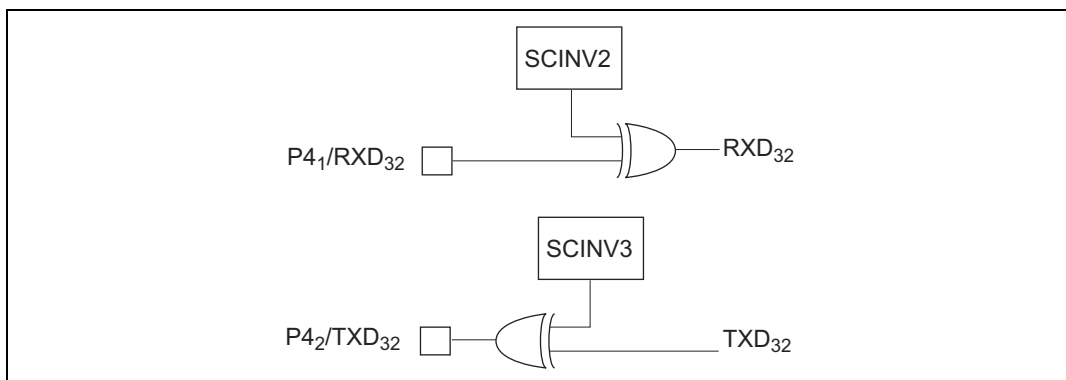 SCINV2
P4₁/RXD₃₂
RXD₃₂
SCINV3
P4₂/TXD₃₂
TXD₃₂